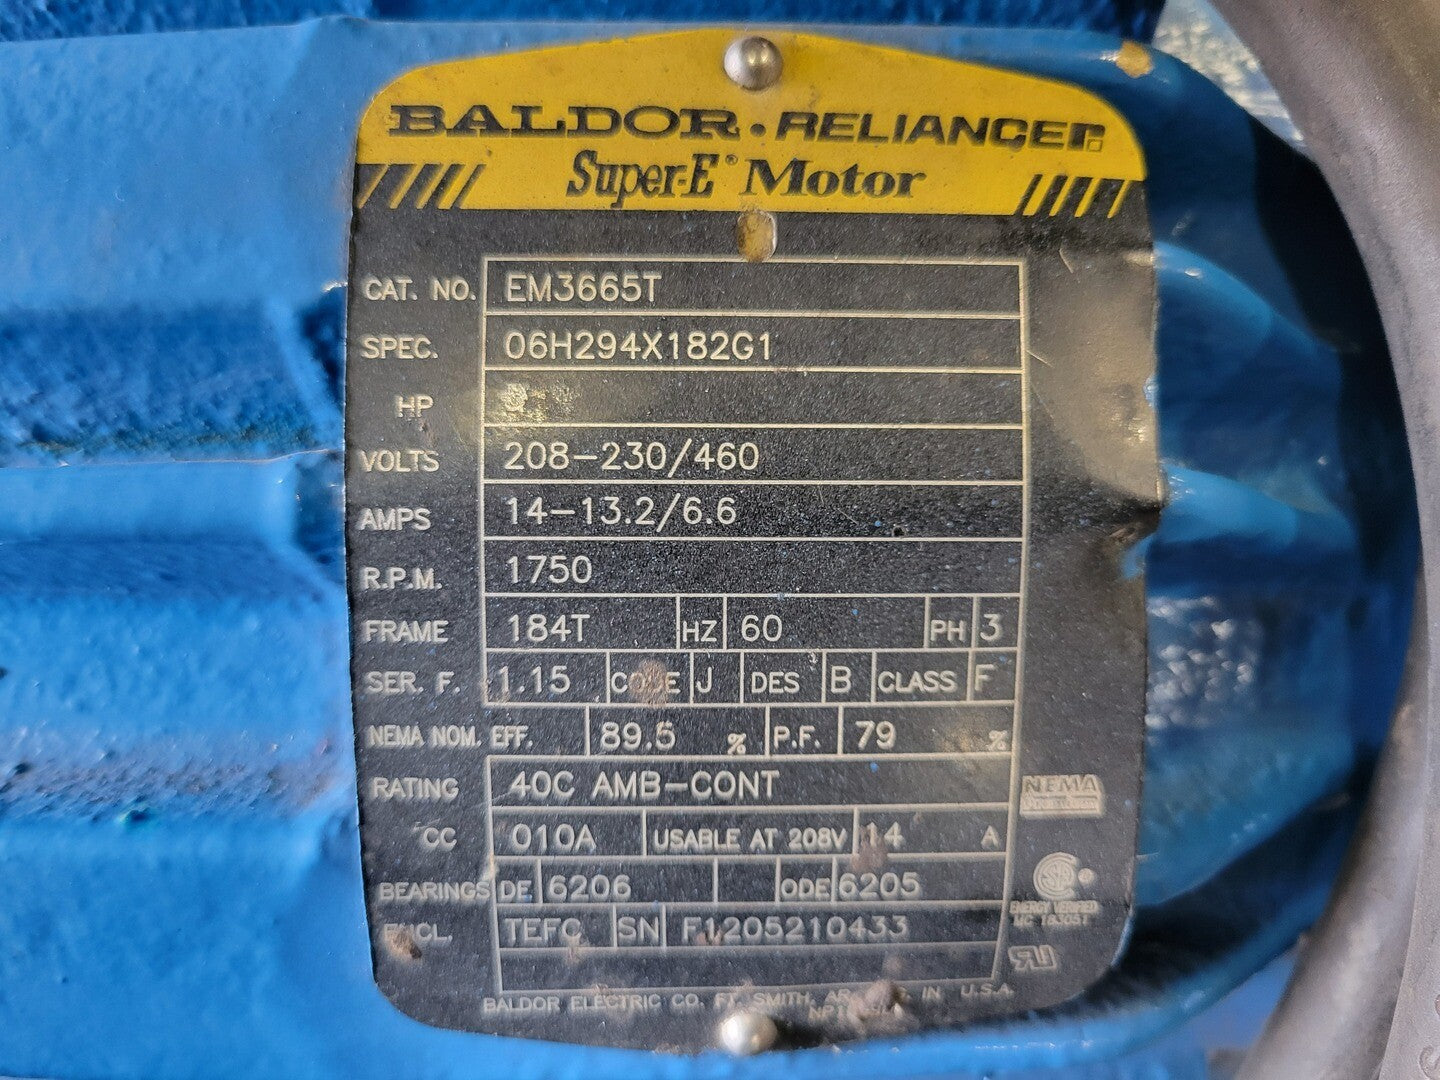 BALDOR • RELIANCER
Super-E® Motor
CAT. NO. EM3665T
SPEC. 06H294X182G1
HP
VOLTS 208-230/460
AMPS 14-13.2/6.6
R.P.M. 1750
FRAME 184T HZ 60 PH 3
SER. F. 1.15 CODE J DES B CLASS F
NEMA NOM. EFF. 89.5 % P.F. 79 %
RATING 40C AMB-CONT
CC 010A USABLE AT 208V 14 A
BEARINGS DE 6206 ODE 6205
ENCL. TEFC SN F1205210433
BALDOR ELECTRIC CO. FT. SMITH, AR IN U.S.A.
NEMA
ENERGY VERIFIED